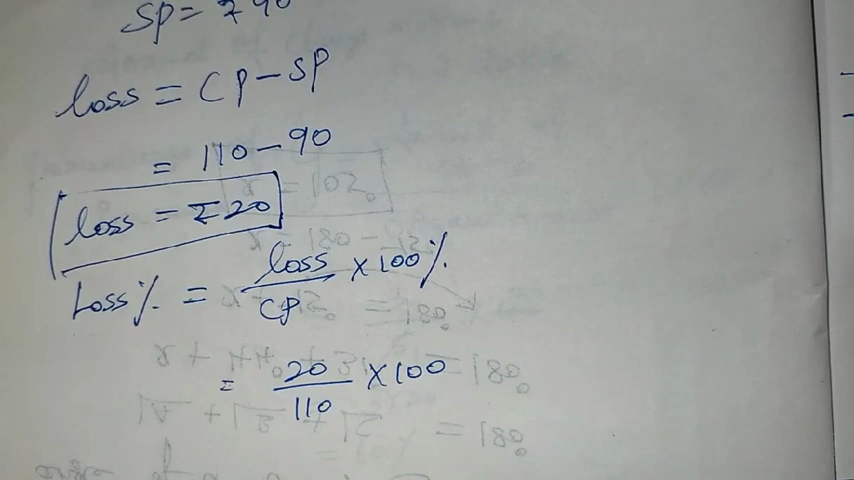 SP = ₹ 90
loss = CP - SP
= 110 - 90
loss = ₹ 20
Loss % = loss/CP × 100 %
= 20/110 × 100